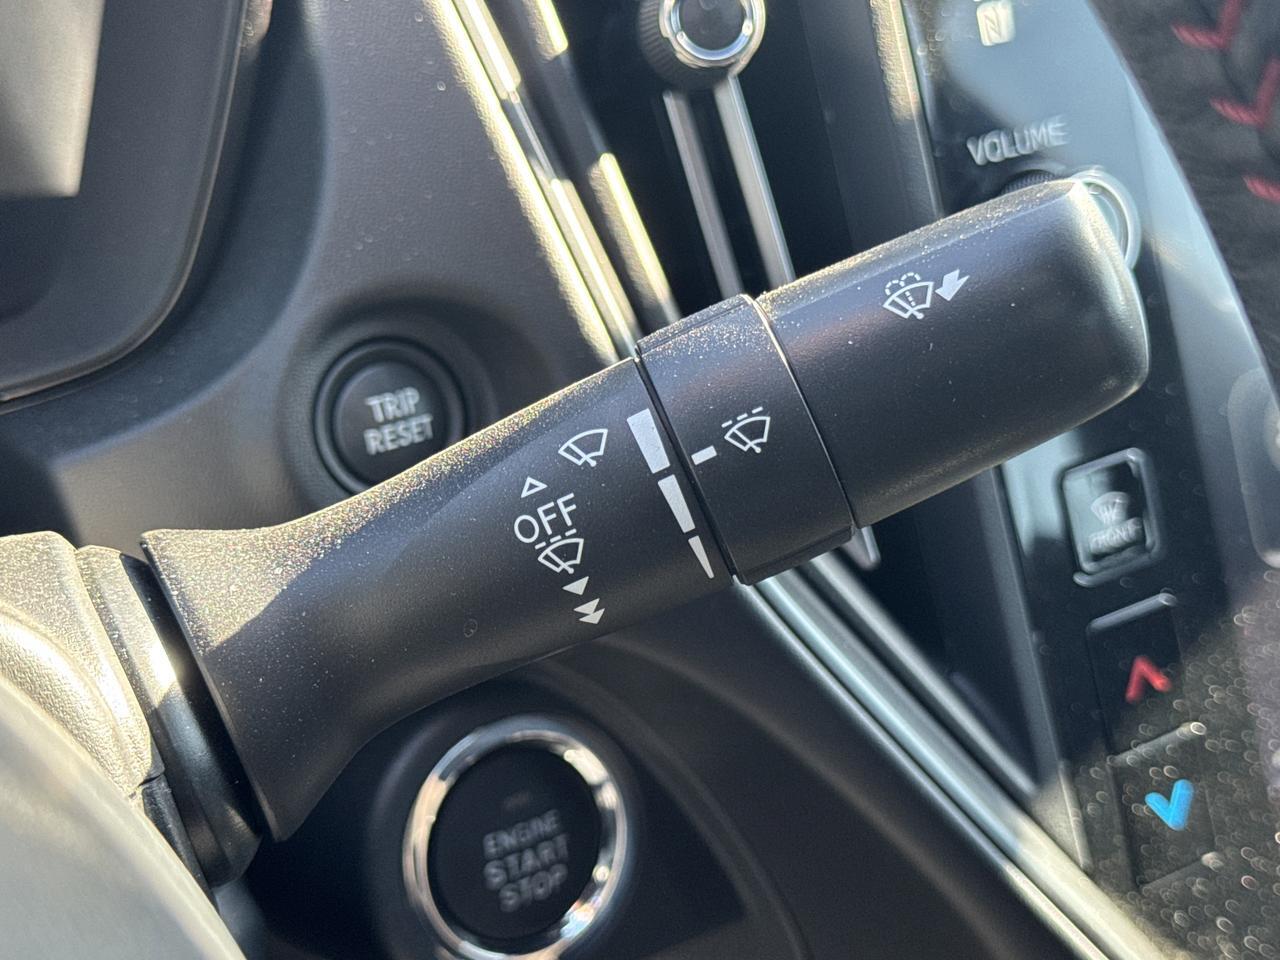 N
VOLUME
TRIP
RESET
OFF
FRONT
ENGINE
START
STOP